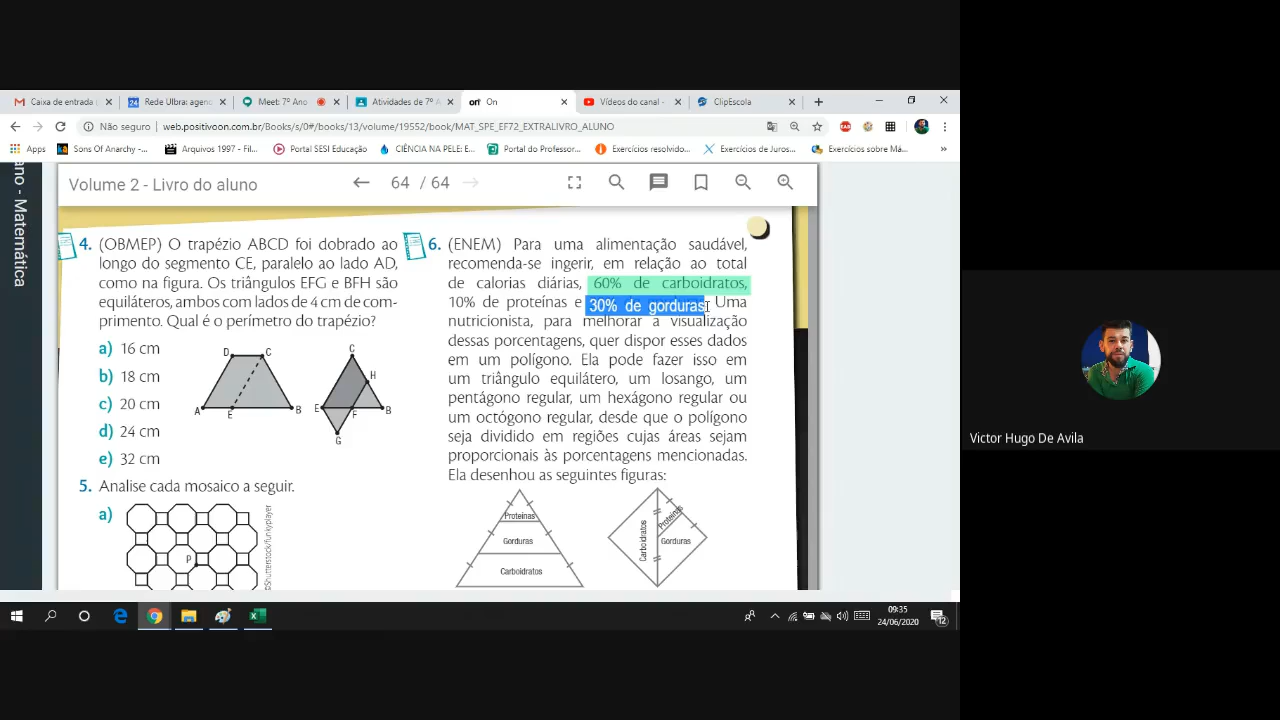 Caixa de entrada
Rede Ulbra: agen
Meet: 7º Ano
Atividades de 7º A
On
Vídeos do canal -
ClipEscola
Não seguro
web.positivoon.com.br/Books/s/0#/books/13/volume/19552/book/MAT_SPE_EF72_EXTRALIVRO_ALUNO
Apps
Sons Of Anarchy -...
Arquivos 1997 - Fil...
Portal SESI Educação
CIÊNCIA NA PELE: E...
Portal do Professor...
Exercícios resolvido...
Exercícios de Juros...
Exercícios sobre Má...
»
ano - Matemática
Volume 2 - Livro do aluno
64 / 64
4. (OBMEP) O trapézio ABCD foi dobrado ao
longo do segmento CE, paralelo ao lado AD,
como na figura. Os triângulos EFG e BFH são
equiláteros, ambos com lados de 4 cm de com-
primento. Qual é o perímetro do trapézio?
a) 16 cm
b) 18 cm
c) 20 cm
d) 24 cm
e) 32 cm
D C
A E B
C
H
E F B
G
5. Analise cada mosaico a seguir.
a)
P
©Shutterstock/funkyplayer
6. (ENEM) Para uma alimentação saudável,
recomenda-se ingerir, em relação ao total
de calorias diárias, 60% de carboidratos,
10% de proteínas e 30% de gorduras. Uma
nutricionista, para melhorar a visualização
dessas porcentagens, quer dispor esses dados
em um polígono. Ela pode fazer isso em
um triângulo equilátero, um losango, um
pentágono regular, um hexágono regular ou
um octógono regular, desde que o polígono
seja dividido em regiões cujas áreas sejam
proporcionais às porcentagens mencionadas.
Ela desenhou as seguintes figuras:
Proteínas
Gorduras
Carboidratos
Carboidratos
Proteínas
Gorduras
Victor Hugo De Avila
09:35
24/06/2020
12